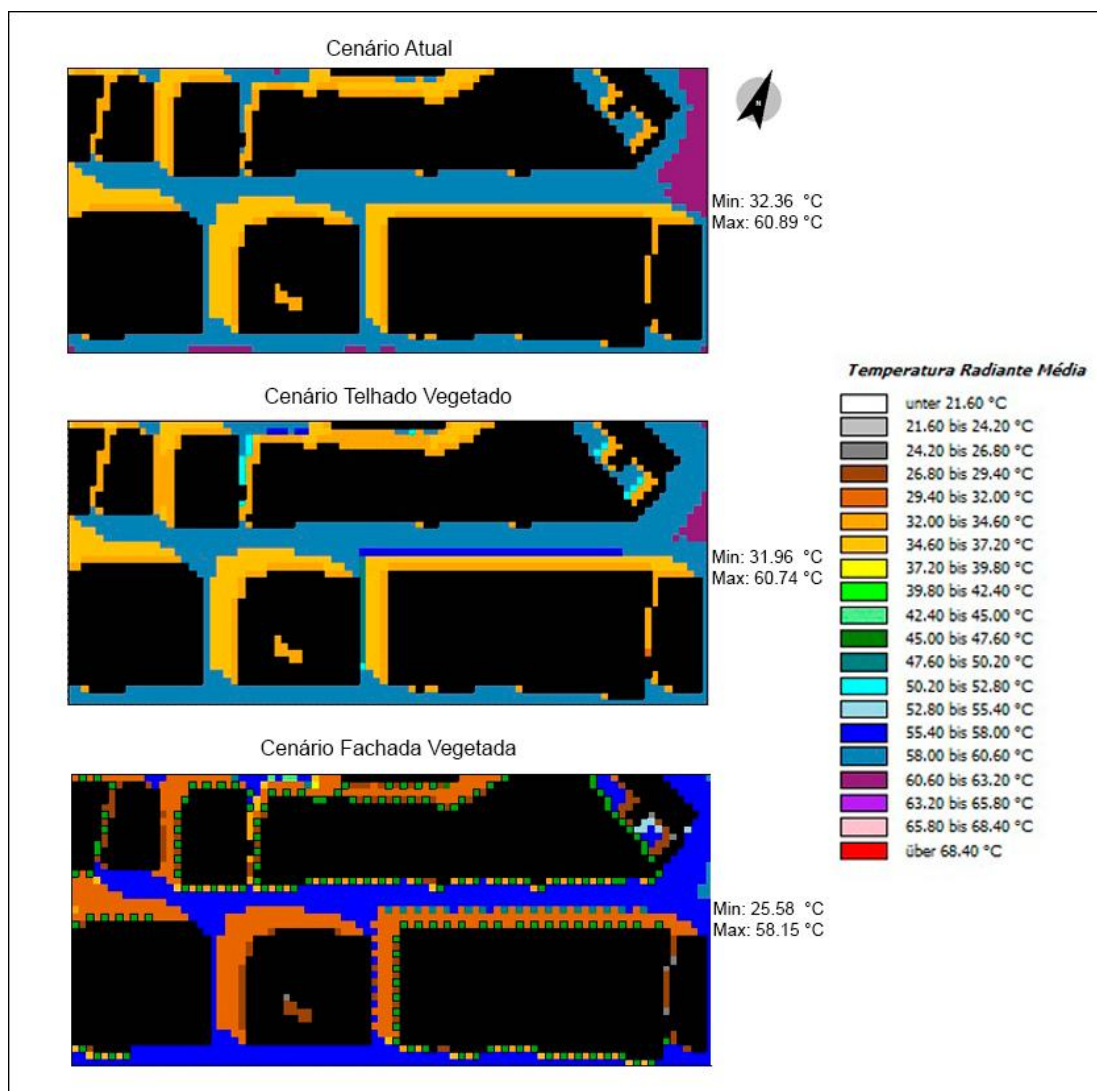 Cenário Atual
N
Min: 32.36 °C
Max: 60.89 °C
Cenário Telhado Vegetado
Min: 31.96 °C
Max: 60.74 °C
Cenário Fachada Vegetada
Min: 25.58 °C
Max: 58.15 °C
Temperatura Radiante Média
unter 21.60 °C
21.60 bis 24.20 °C
24.20 bis 26.80 °C
26.80 bis 29.40 °C
29.40 bis 32.00 °C
32.00 bis 34.60 °C
34.60 bis 37.20 °C
37.20 bis 39.80 °C
39.80 bis 42.40 °C
42.40 bis 45.00 °C
45.00 bis 47.60 °C
47.60 bis 50.20 °C
50.20 bis 52.80 °C
52.80 bis 55.40 °C
55.40 bis 58.00 °C
58.00 bis 60.60 °C
60.60 bis 63.20 °C
63.20 bis 65.80 °C
65.80 bis 68.40 °C
über 68.40 °C